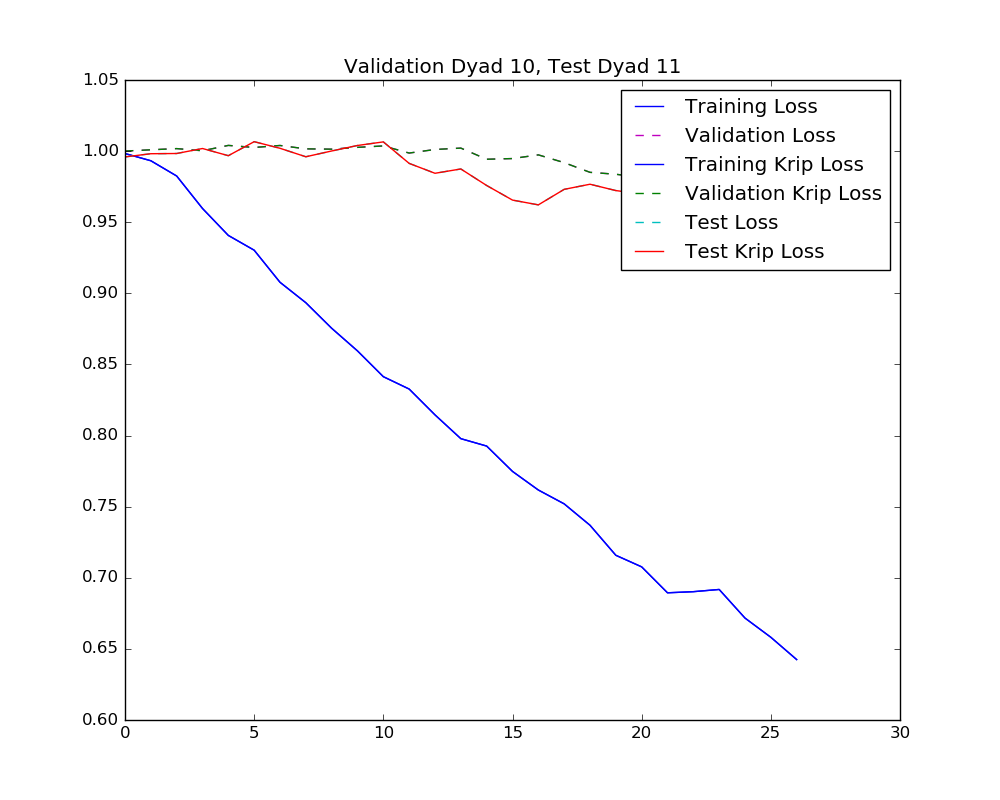 Validation Dyad 10, Test Dyad 11
1.05
1.00
0.95
0.90
0.85
0.80
0.75
0.70
0.65
0.60
Training Loss
Validation Loss
Training Krip Loss
Validation Krip Loss
Test Loss
Test Krip Loss
0 5 10 15 20 25 30